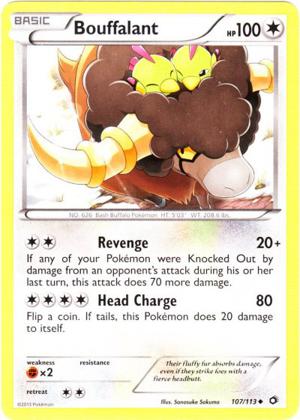 BASIC
Bouffalant
HP 100
NO. 626 Bash Buffalo Pokémon HT. 5'03" WT. 208.6 lbs.
Revenge 20+
If any of your Pokémon were Knocked Out by
damage from an opponent's attack during his or her
last turn, this attack does 70 more damage.
Head Charge 80
Flip a coin. If tails, this Pokémon does 20 damage
to itself.
weakness resistance
×2
retreat
Their fluffy fur absorbs damage,
even if they strike foes with a
fierce headbutt.
Illus. Sanosuke Sakuma
107/113
©2013 Pokémon